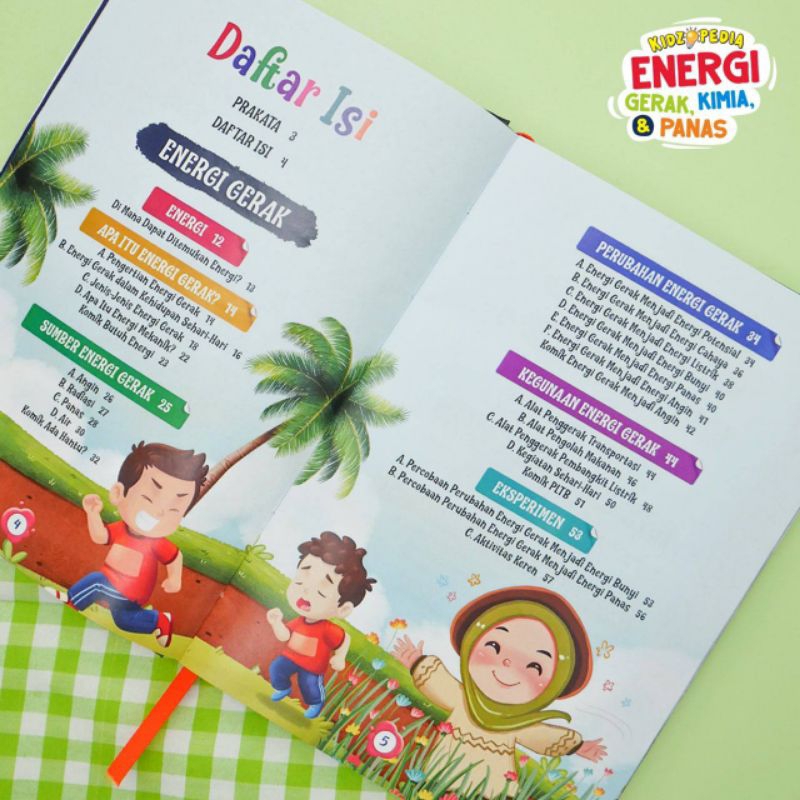 KIDZPEDIA
ENERGI
GERAK, KIMIA,
& PANAS
Daftar Isi
PRAKATA 3
DAFTAR ISI 4
ENERGI GERAK
ENERGI 12
Di Mana Dapat Ditemukan Energi? 13
APA ITU ENERGI GERAK? 14
A. Pengertian Energi Gerak 14
B. Energi Gerak dalam Kehidupan Sehari-Hari 16
C. Jenis-Jenis Energi Gerak 18
D. Apa Itu Energi Mekanik? 22
Komik Butuh Energi 23
SUMBER ENERGI GERAK 25
A. Angin 26
B. Radiasi 27
C. Panas 28
D. Air 30
Komik Ada Hantu? 32
4
PERUBAHAN ENERGI GERAK 34
A. Energi Gerak Menjadi Energi Potensial 34
B. Energi Gerak Menjadi Energi Cahaya 36
C. Energi Gerak Menjadi Energi Listrik 38
D. Energi Gerak Menjadi Energi Bunyi 40
E. Energi Gerak Menjadi Energi Panas 40
F. Energi Gerak Menjadi Energi Angin 41
Komik Energi Gerak Menjadi Angin 42
KEGUNAAN ENERGI GERAK 44
A. Alat Penggerak Transportasi 44
B. Alat Pengolah Makanan 46
C. Alat Penggerak Pembangkit Listrik 48
D. Kegiatan Sehari-Hari 50
Komik PLTB 51
EKSPERIMEN 53
A. Percobaan Perubahan Energi Gerak Menjadi Energi Bunyi 53
B. Percobaan Perubahan Energi Gerak Menjadi Energi Panas 56
C. Aktivitas Keren 57
5